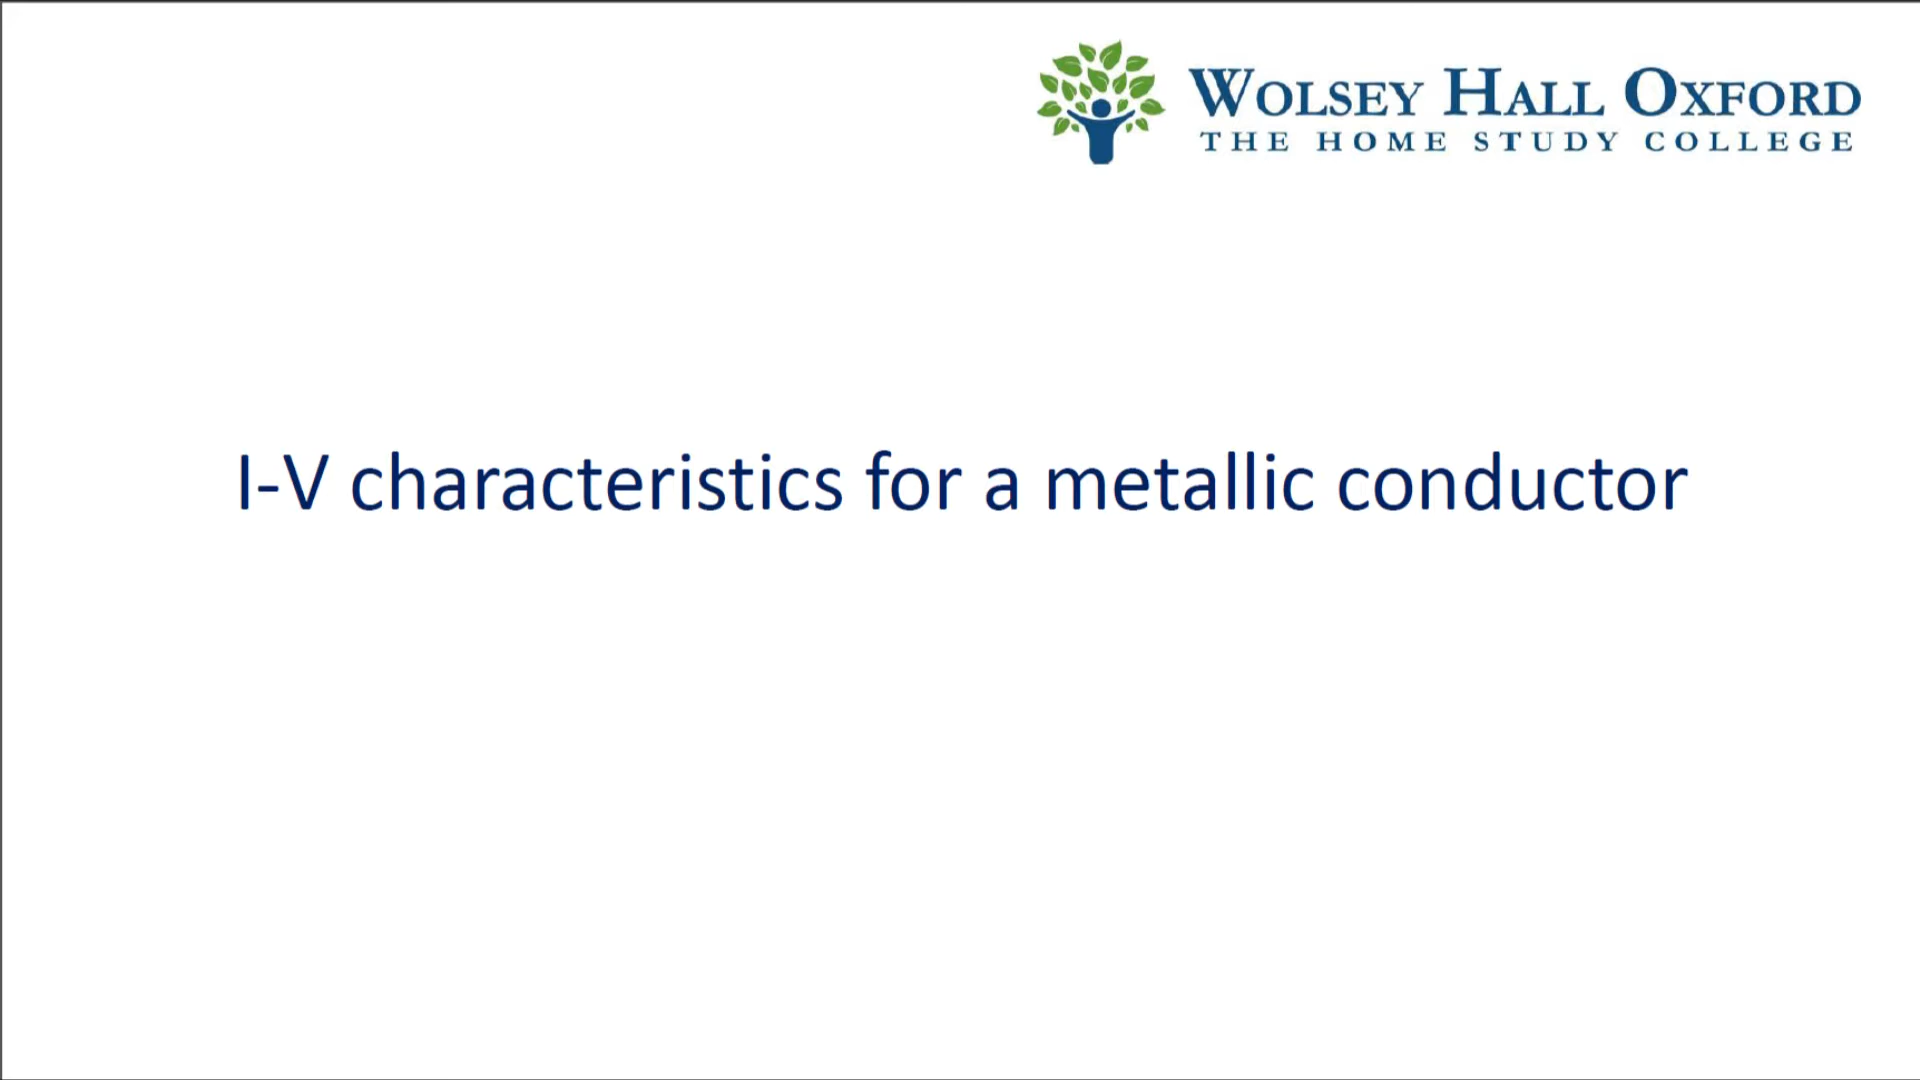 WOLSEY HALL OXFORD
THE HOME STUDY COLLEGE
I-V characteristics for a metallic conductor